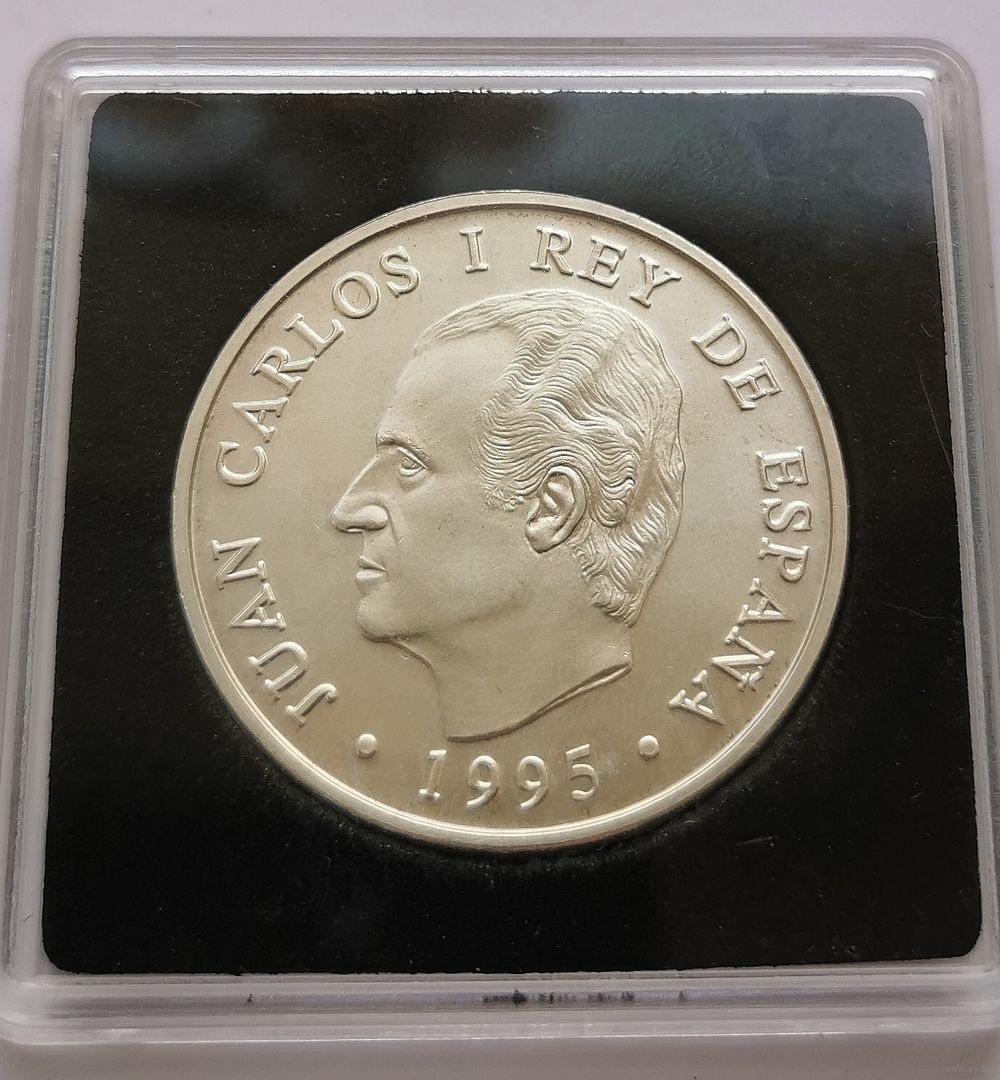 JUAN CARLOS I REY DE ESPAÑA
• 1995 •